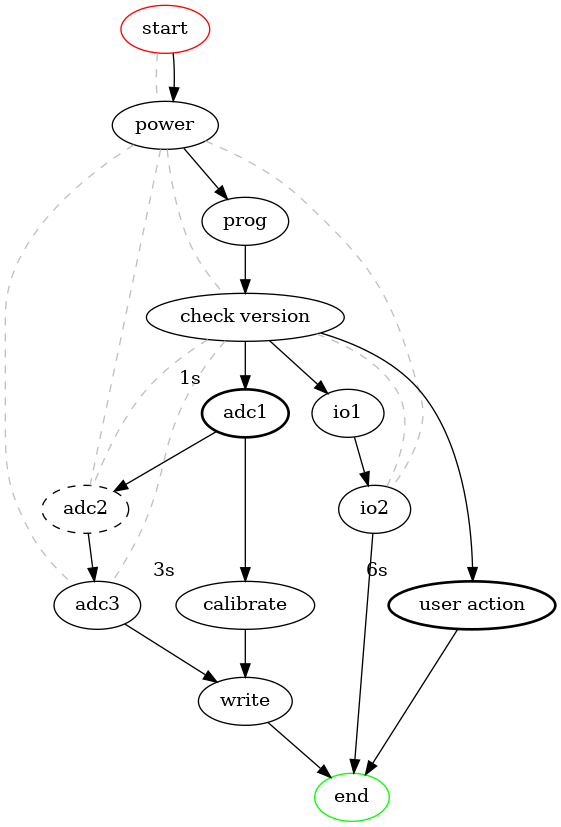 start
power
prog
check version
1s
adc1
io1
adc2
io2
3s
6s
adc3
calibrate
user action
write
end